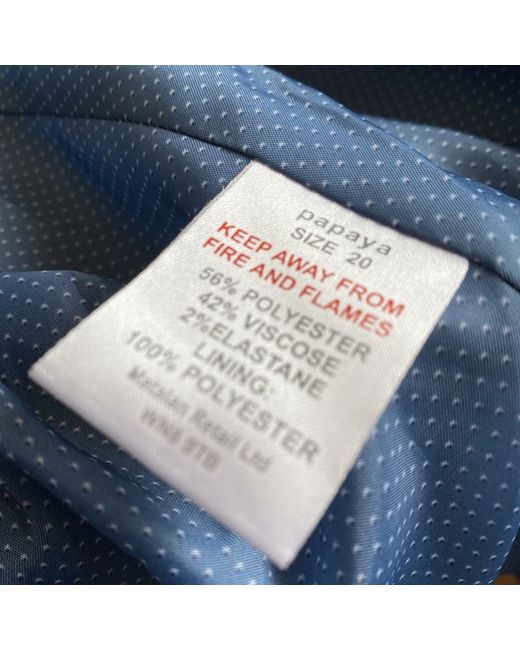 papaya
SIZE 20
KEEP AWAY FROM
FIRE AND FLAMES
56% POLYESTER
42% VISCOSE
2%ELASTANE
LINING:
100% POLYESTER
Matalan Retail Ltd